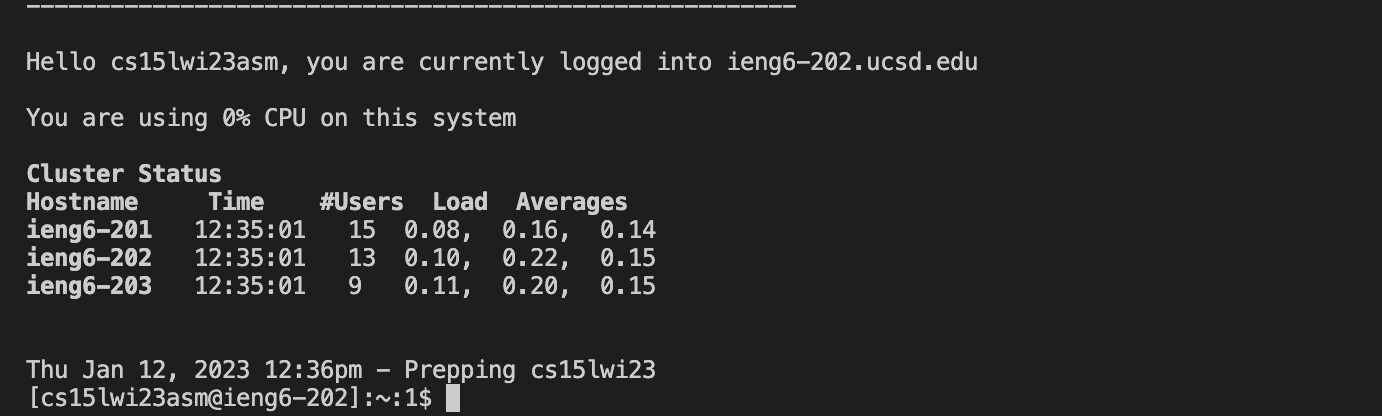 Hello cs15lwi23asm, you are currently logged into ieng6-202.ucsd.edu
You are using 0% CPU on this system
Cluster Status
Hostname     Time    #Users  Load  Averages
ieng6-201   12:35:01   15  0.08,  0.16,  0.14
ieng6-202   12:35:01   13  0.10,  0.22,  0.15
ieng6-203   12:35:01   9   0.11,  0.20,  0.15
Thu Jan 12, 2023 12:36pm - Prepping cs15lwi23
[cs15lwi23asm@ieng6-202]:~:1$